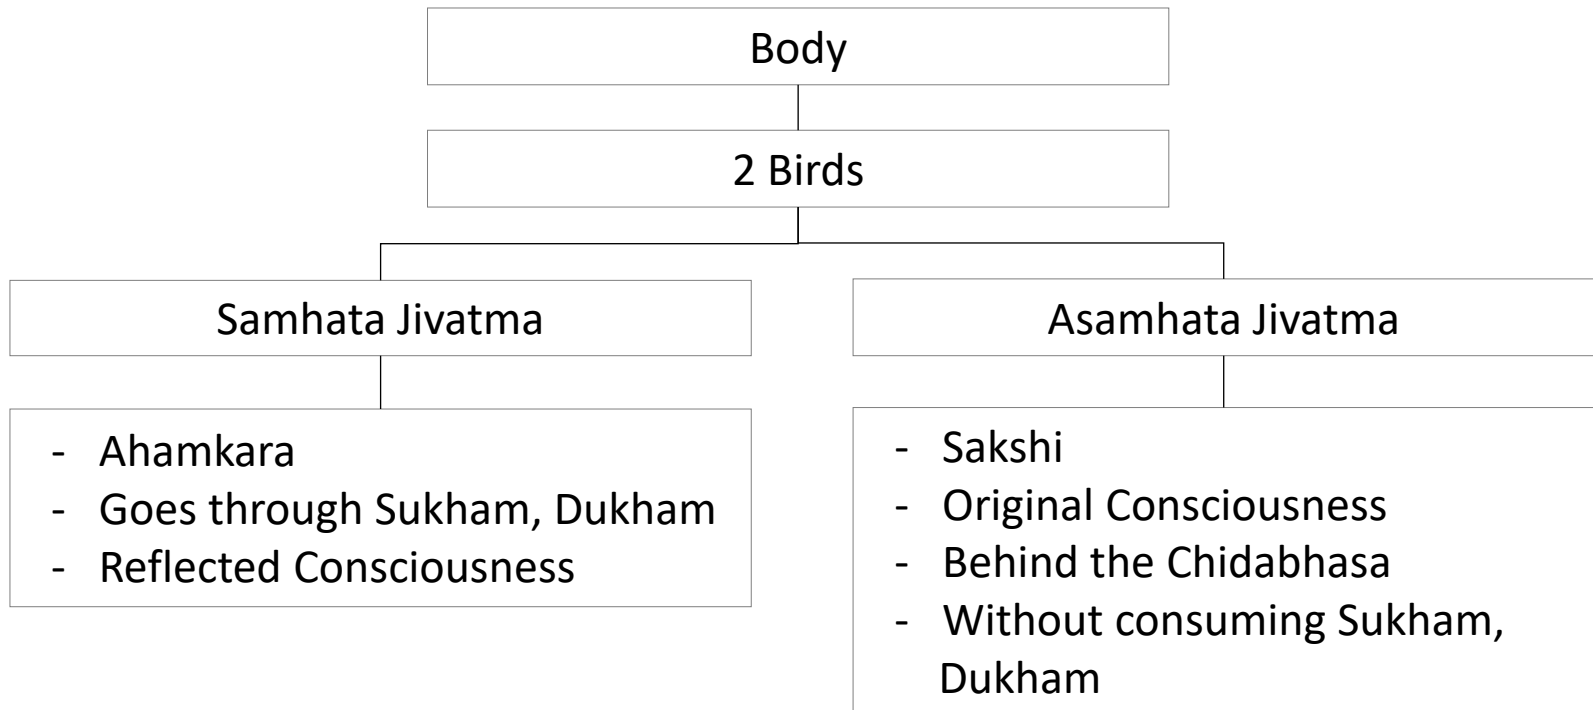 Body
2 Birds
Samhata Jivatma
Asamhata Jivatma
- Ahamkara
- Goes through Sukham, Dukham
- Reflected Consciousness
- Sakshi
- Original Consciousness
- Behind the Chidabhasa
- Without consuming Sukham,
Dukham